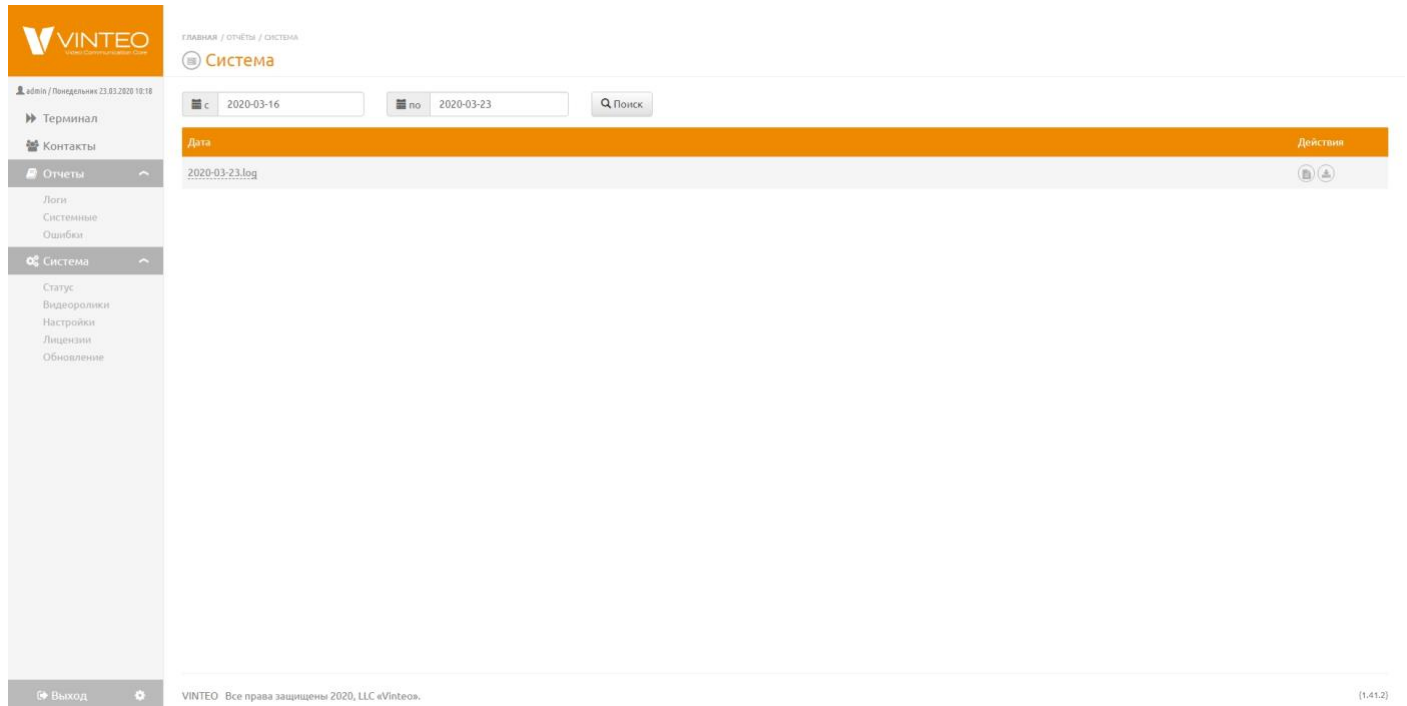 VINTEO
Video Communication Core
admin / Понедельник 23.03.2020 10:18
Терминал
Контакты
Отчеты
Логи
Системные
Ошибки
Система
Статус
Видеоролики
Настройки
Лицензии
Обновление
Выход
ГЛАВНАЯ / ОТЧЁТЫ / СИСТЕМА
Система
с 2020-03-16 по 2020-03-23 Поиск
Дата Действия
2020-03-23.log
VINTEO Все права защищены 2020, LLC «Vinteo». {1.41.2}